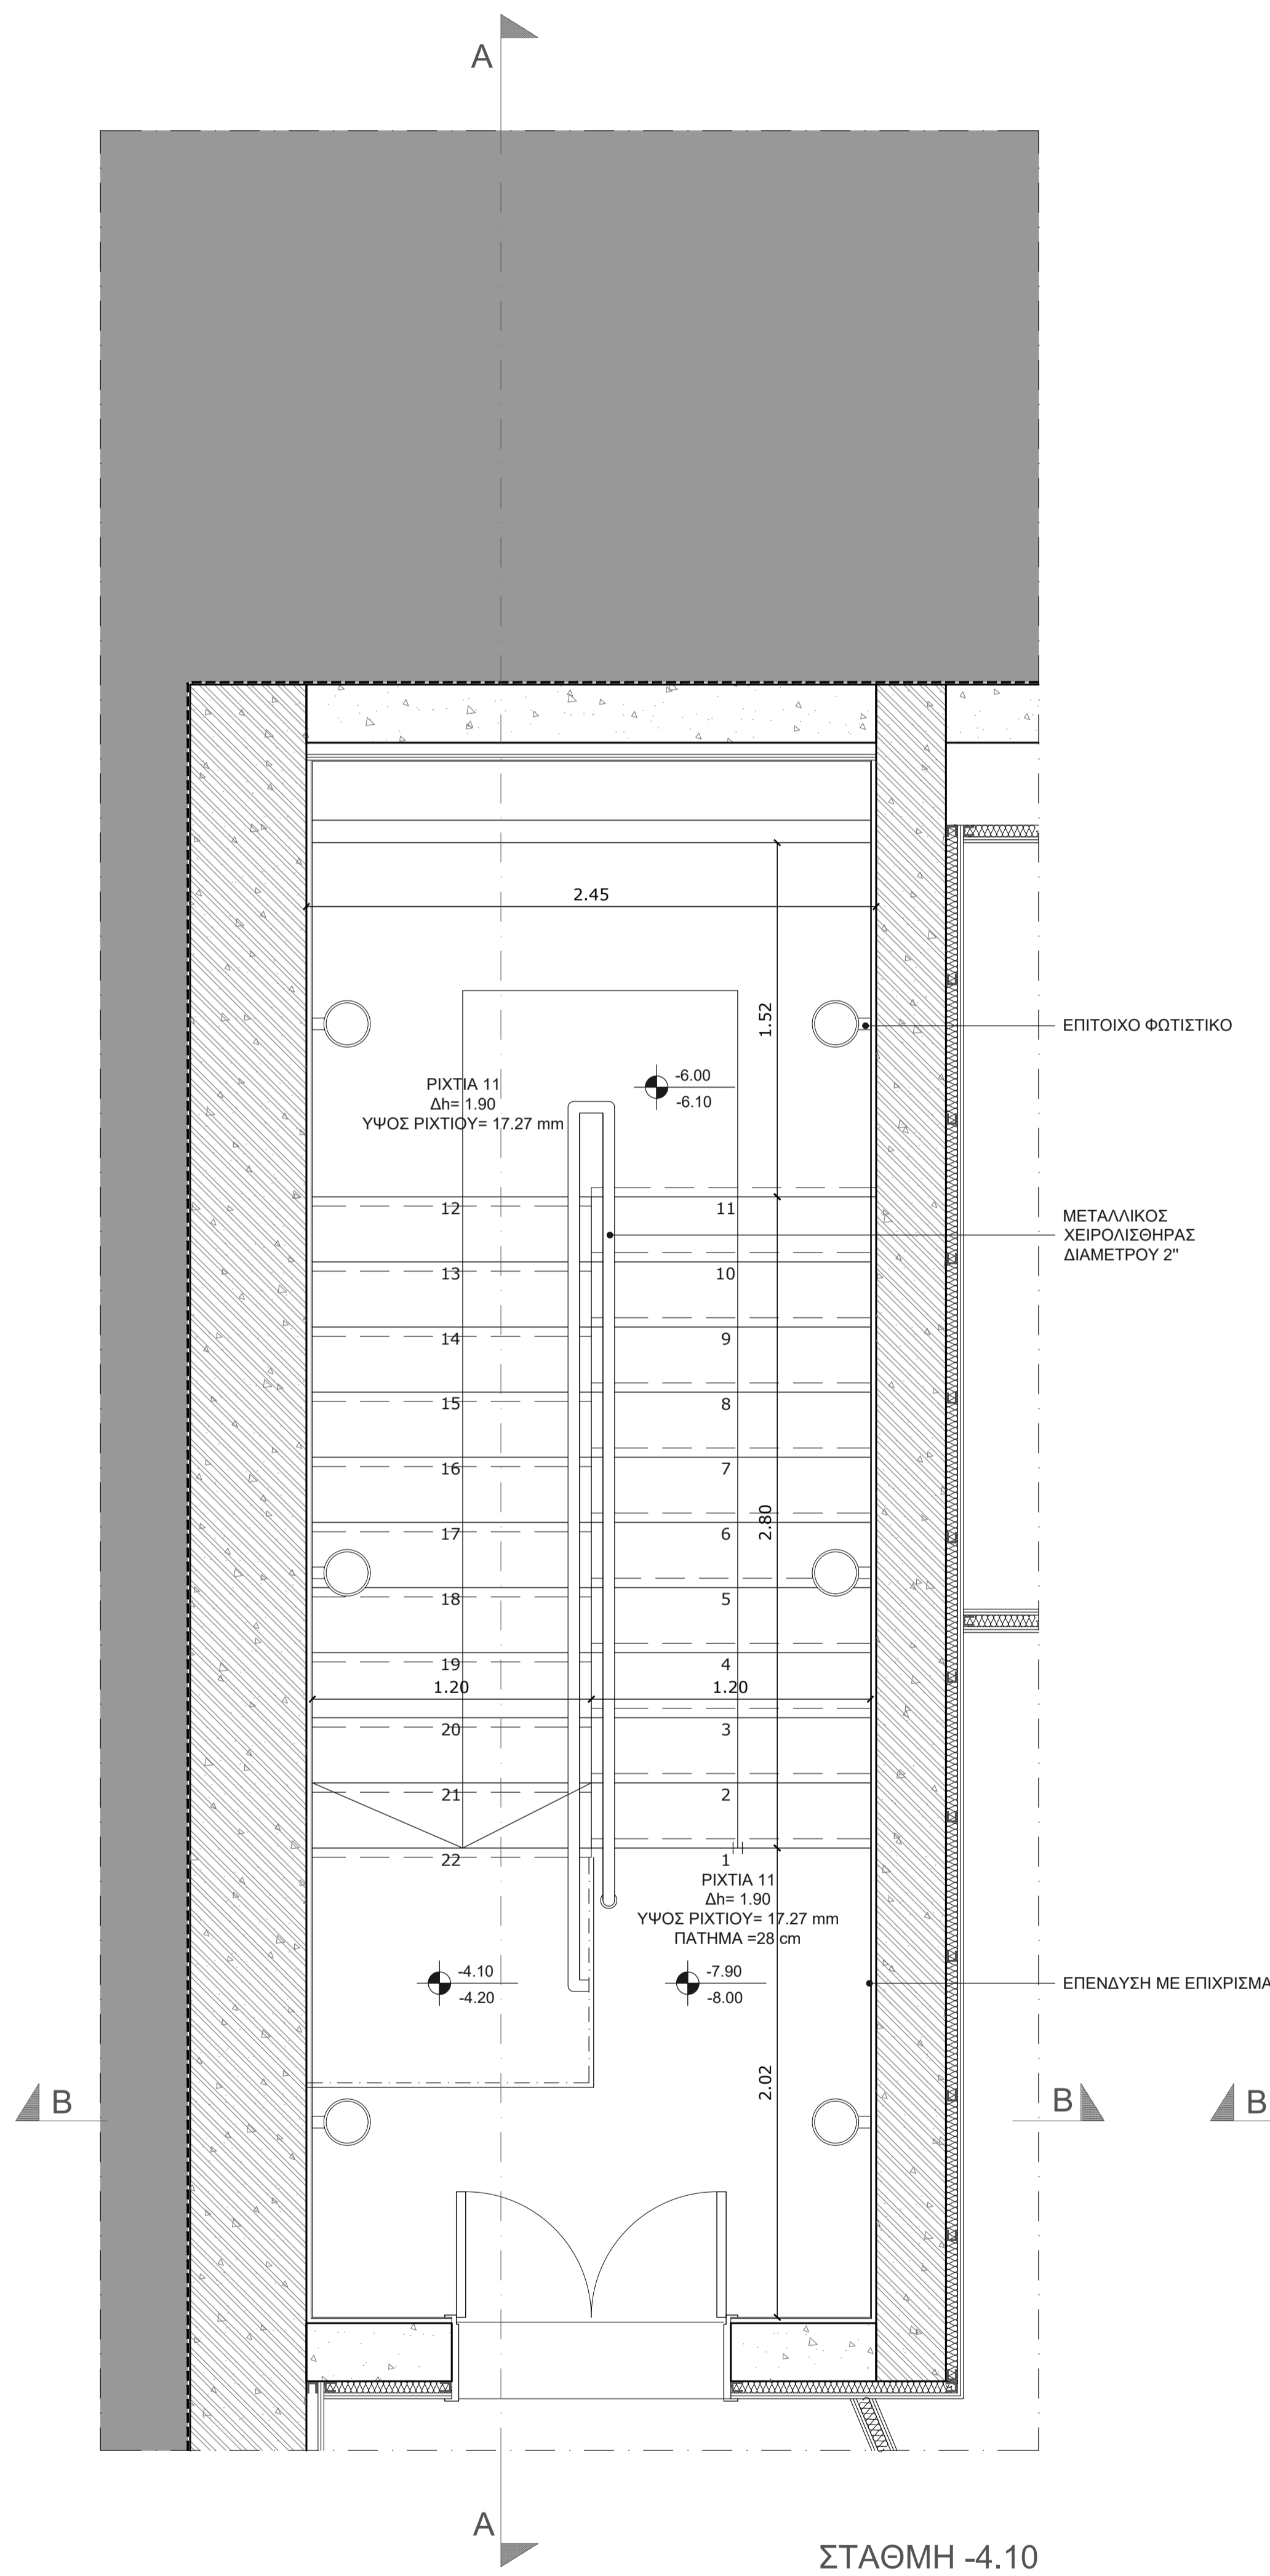 A
2.45
1.52
ΕΠΙΤΟΙΧΟ ΦΩΤΙΣΤΙΚΟ
-6.00
-6.10
ΡΙΧΤΙΑ 11
Δh= 1.90
ΥΨΟΣ ΡΙΧΤΙΟΥ= 17.27 mm
12
11
ΜΕΤΑΛΛΙΚΟΣ
ΧΕΙΡΟΛΙΣΘΗΡΑΣ
ΔΙΑΜΕΤΡΟΥ 2"
13
10
14
9
15
8
16
7
17
6
2.80
18
5
19
4
1.20
1.20
20
3
21
2
22
1
ΡΙΧΤΙΑ 11
Δh= 1.90
ΥΨΟΣ ΡΙΧΤΙΟΥ= 17.27 mm
ΠΑΤΗΜΑ =28 cm
-4.10
-4.20
-7.90
-8.00
ΕΠΕΝΔΥΣΗ ΜΕ ΕΠΙΧΡΙΣΜΑ
2.02
B
B
B
A
ΣΤΑΘΜΗ -4.10